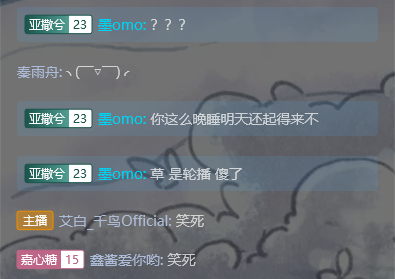 亚撒兮 23 墨omo: ？？？
秦雨舟: ╮(￣▽￣)╭
亚撒兮 23 墨omo: 你这么晚睡明天还起得来不
亚撒兮 23 墨omo: 草 是轮播 傻了
主播 艾白_千鸟Official: 笑死
嘉心糖 15 鑫酱爱你哟: 笑死